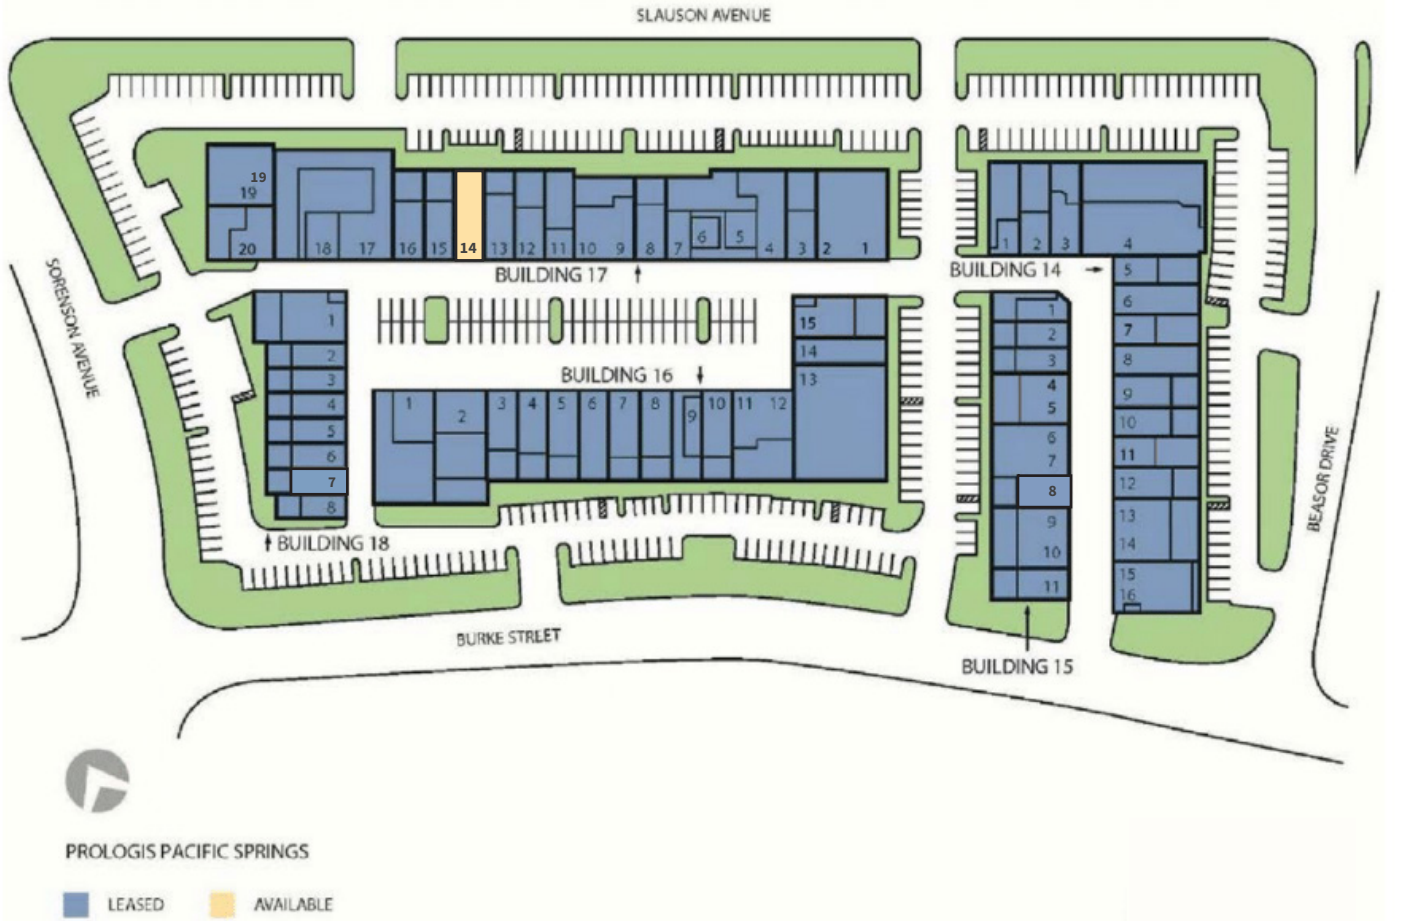 SLAUSON AVENUE
19
19
20 18 17 16 15 14 13 12 11 10 9 8 7 6 5 4 3 2 1
BUILDING 17
1 2 3 4
BUILDING 14
5
6
7
8
9
10
11
12
13
14
15
16
SORENSON AVENUE
1
2
3
4
5
6
7
8
BUILDING 18
BUILDING 16
15
14
13
1 2 3 4 5 6 7 8 9 10 11 12
1
2
3
4
5
6
7
8
9
10
11
BUILDING 15
BEASOR DRIVE
BURKE STREET
PROLOGIS PACIFIC SPRINGS
LEASED AVAILABLE